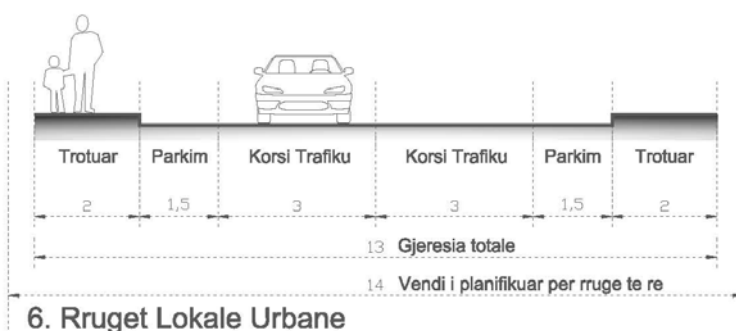 Trotuar Parkim Korsi Trafiku Korsi Trafiku Parkim Trotuar
2 1,5 3 3 1,5 2
13 Gjeresia totale
14 Vendi i planifikuar per rruge te re
6. Rruget Lokale Urbane